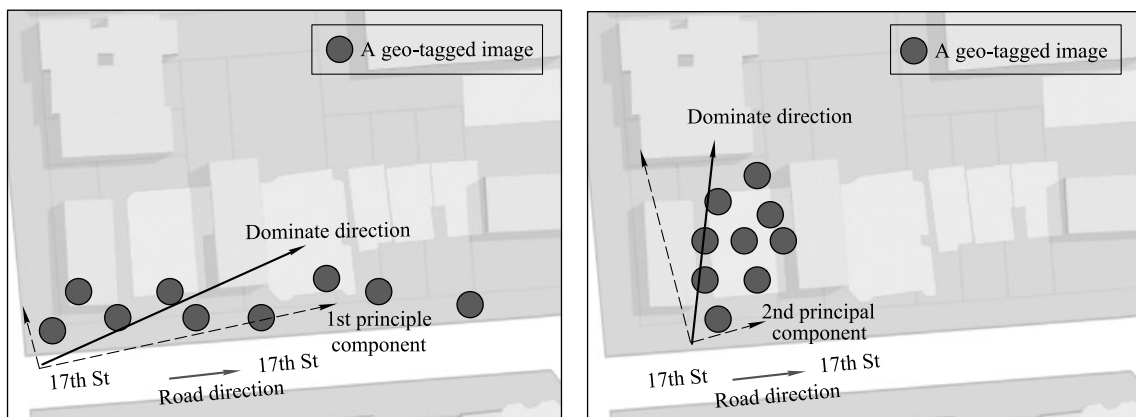 A geo-tagged image
Dominate direction
1st principle
component
17th St
17th St
Road direction
A geo-tagged image
Dominate direction
2nd principal
component
17th St
17th St
Road direction